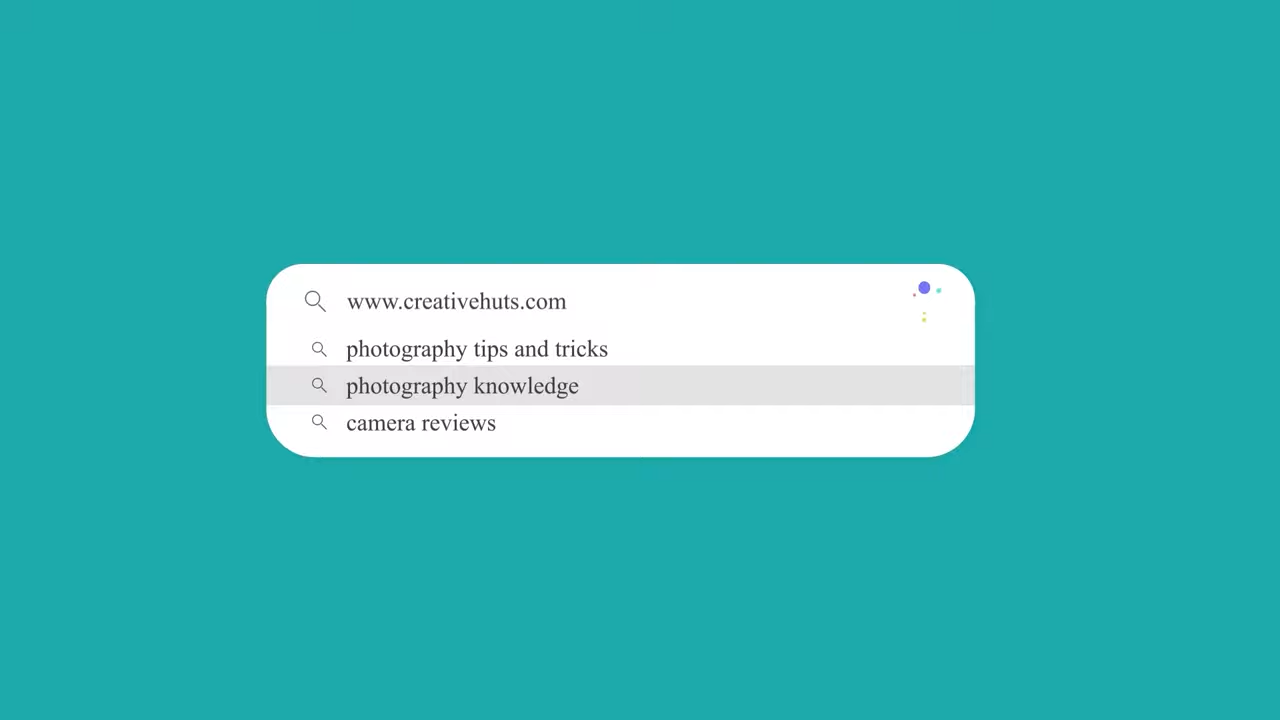 www.creativehuts.com
photography tips and tricks
photography knowledge
camera reviews